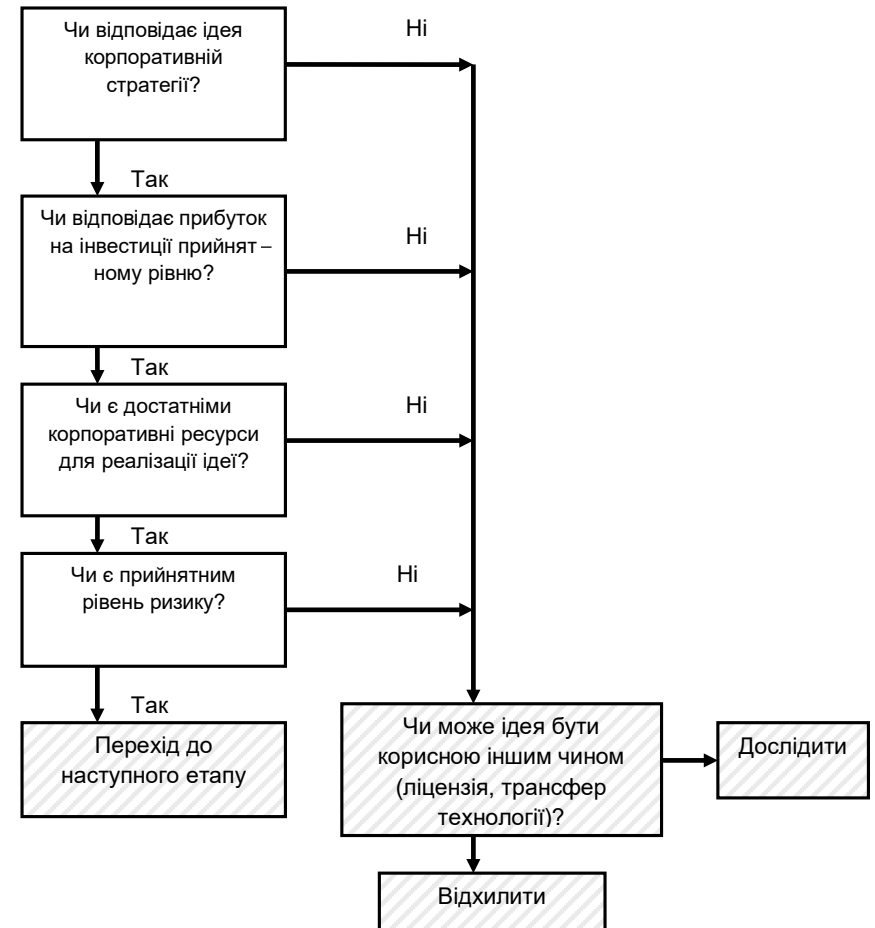 Чи відповідає ідея
корпоративній
стратегії?
Ні
Так
Чи відповідає прибуток
на інвестиції прийнят –
ному рівню?
Ні
Так
Чи є достатніми
корпоративні ресурси
для реалізації ідеї?
Ні
Так
Чи є прийнятним
рівень ризику?
Ні
Так
Перехід до
наступного етапу
Чи може ідея бути
корисною іншим чином
(ліцензія, трансфер
технології)?
Дослідити
Відхилити